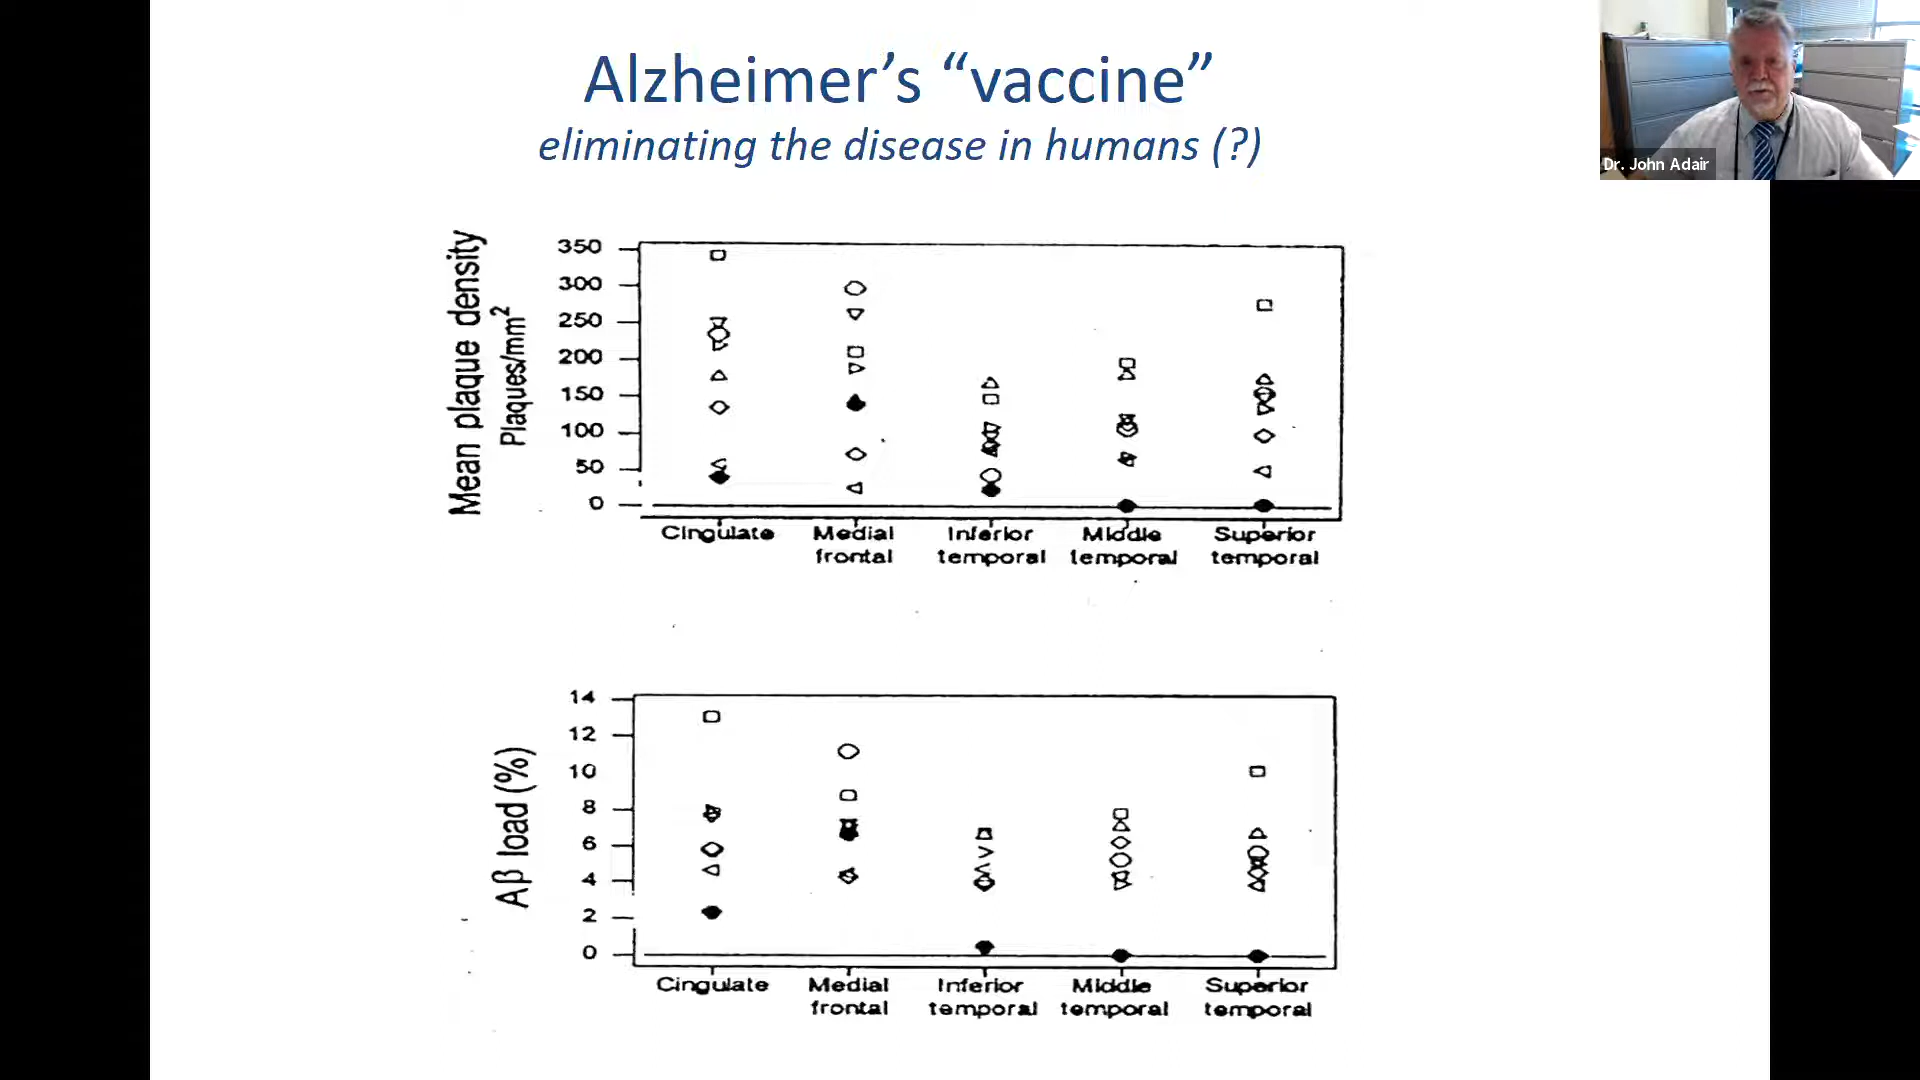 Alzheimer's “vaccine”
eliminating the disease in humans (?)
Dr. John Adair
Mean plaque density
Plaques/mm²
350
300
250
200
150
100
50
0
Cingulate
Medial frontal
Inferior temporal
Middle temporal
Superior temporal
Aβ load (%)
14
12
10
8
6
4
2
0
Cingulate
Medial frontal
Inferior temporal
Middle temporal
Superior temporal